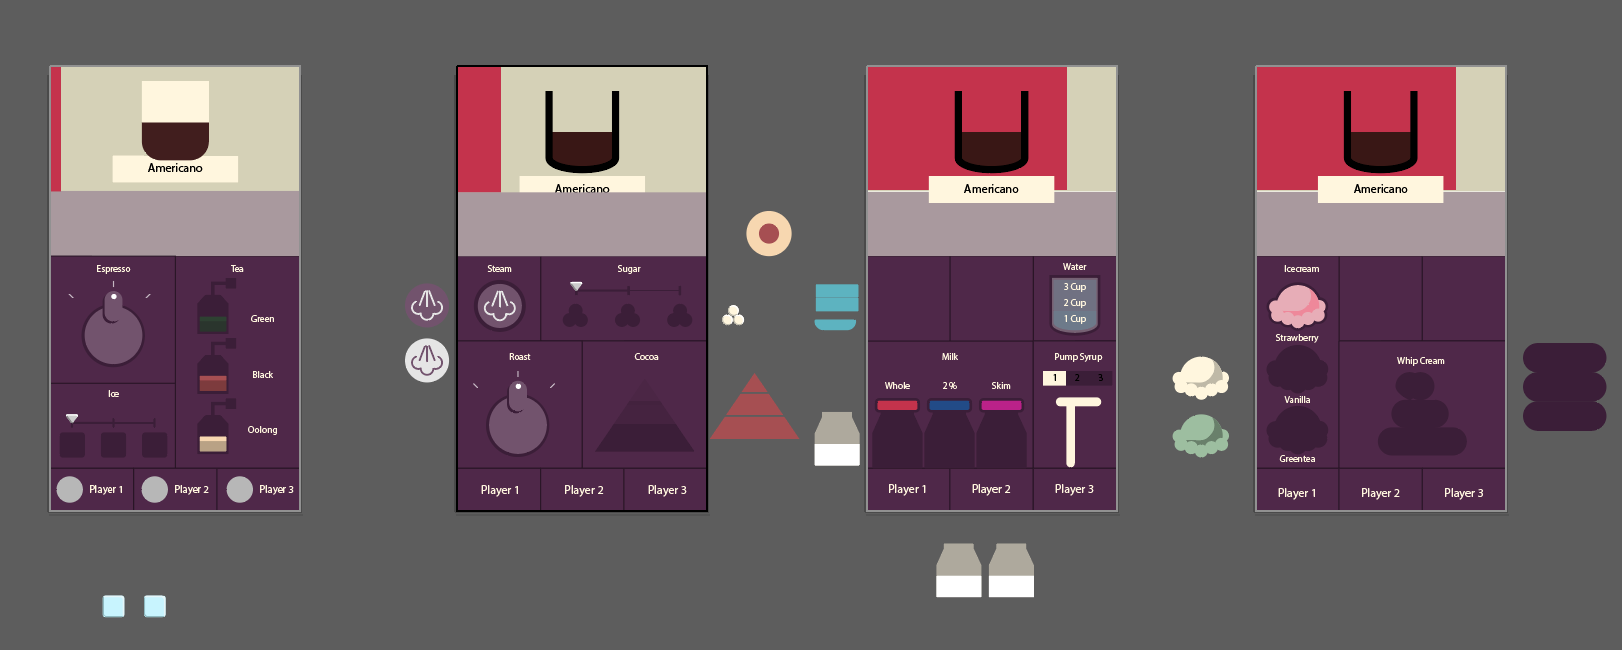 Americano
Espresso
Tea
Green
Black
Ice
Oolong
Player 1
Player 2
Player 3
Americano
Steam
Sugar
Roast
Cocoa
Player 1
Player 2
Player 3
Americano
Water
3 Cup
2 Cup
1 Cup
Milk
Pump Syrup
Whole
2%
Skim
1 2 3
Player 1
Player 2
Player 3
Americano
Icecream
Strawberry
Whip Cream
Vanilla
Greentea
Player 1
Player 2
Player 3